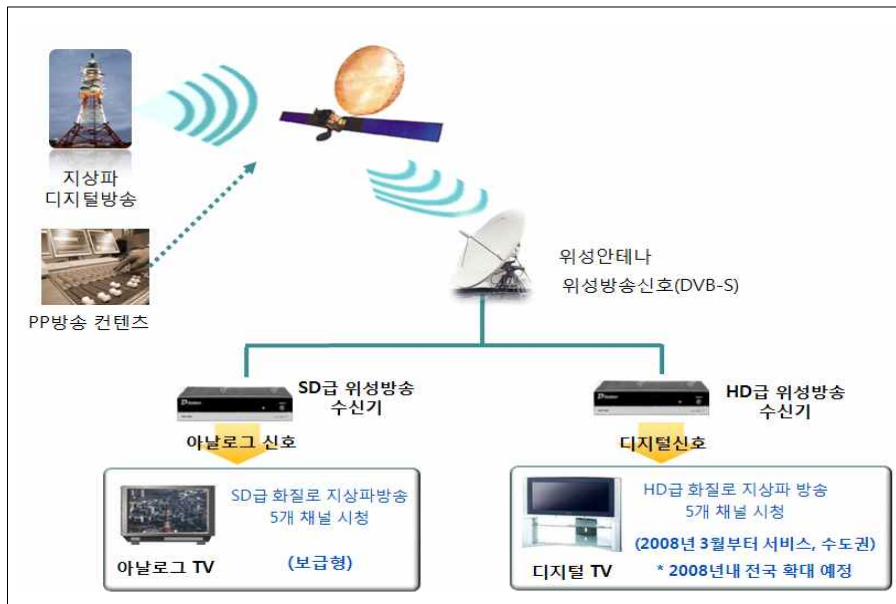 지상파
디지털방송
PP방송 컨텐츠
위성안테나
위성방송신호(DVB-S)
SD급 위성방송
수신기
HD급 위성방송
수신기
아날로그 신호
디지털신호
SD급 화질로 지상파방송
5개 채널 시청
(보급형)
아날로그 TV
HD급 화질로 지상파 방송
5개 채널 시청
(2008년 3월부터 서비스, 수도권)
* 2008년내 전국 확대 예정
디지털 TV